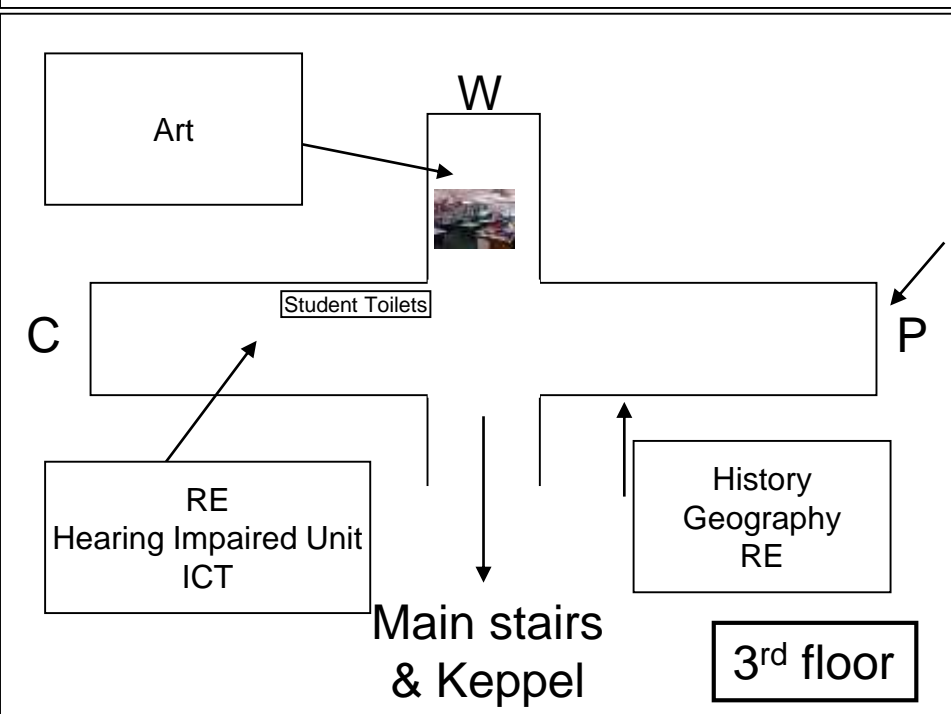 W
Art
Student Toilets
C
P
RE
Hearing Impaired Unit
ICT
History
Geography
RE
Main stairs
& Keppel
3rd floor